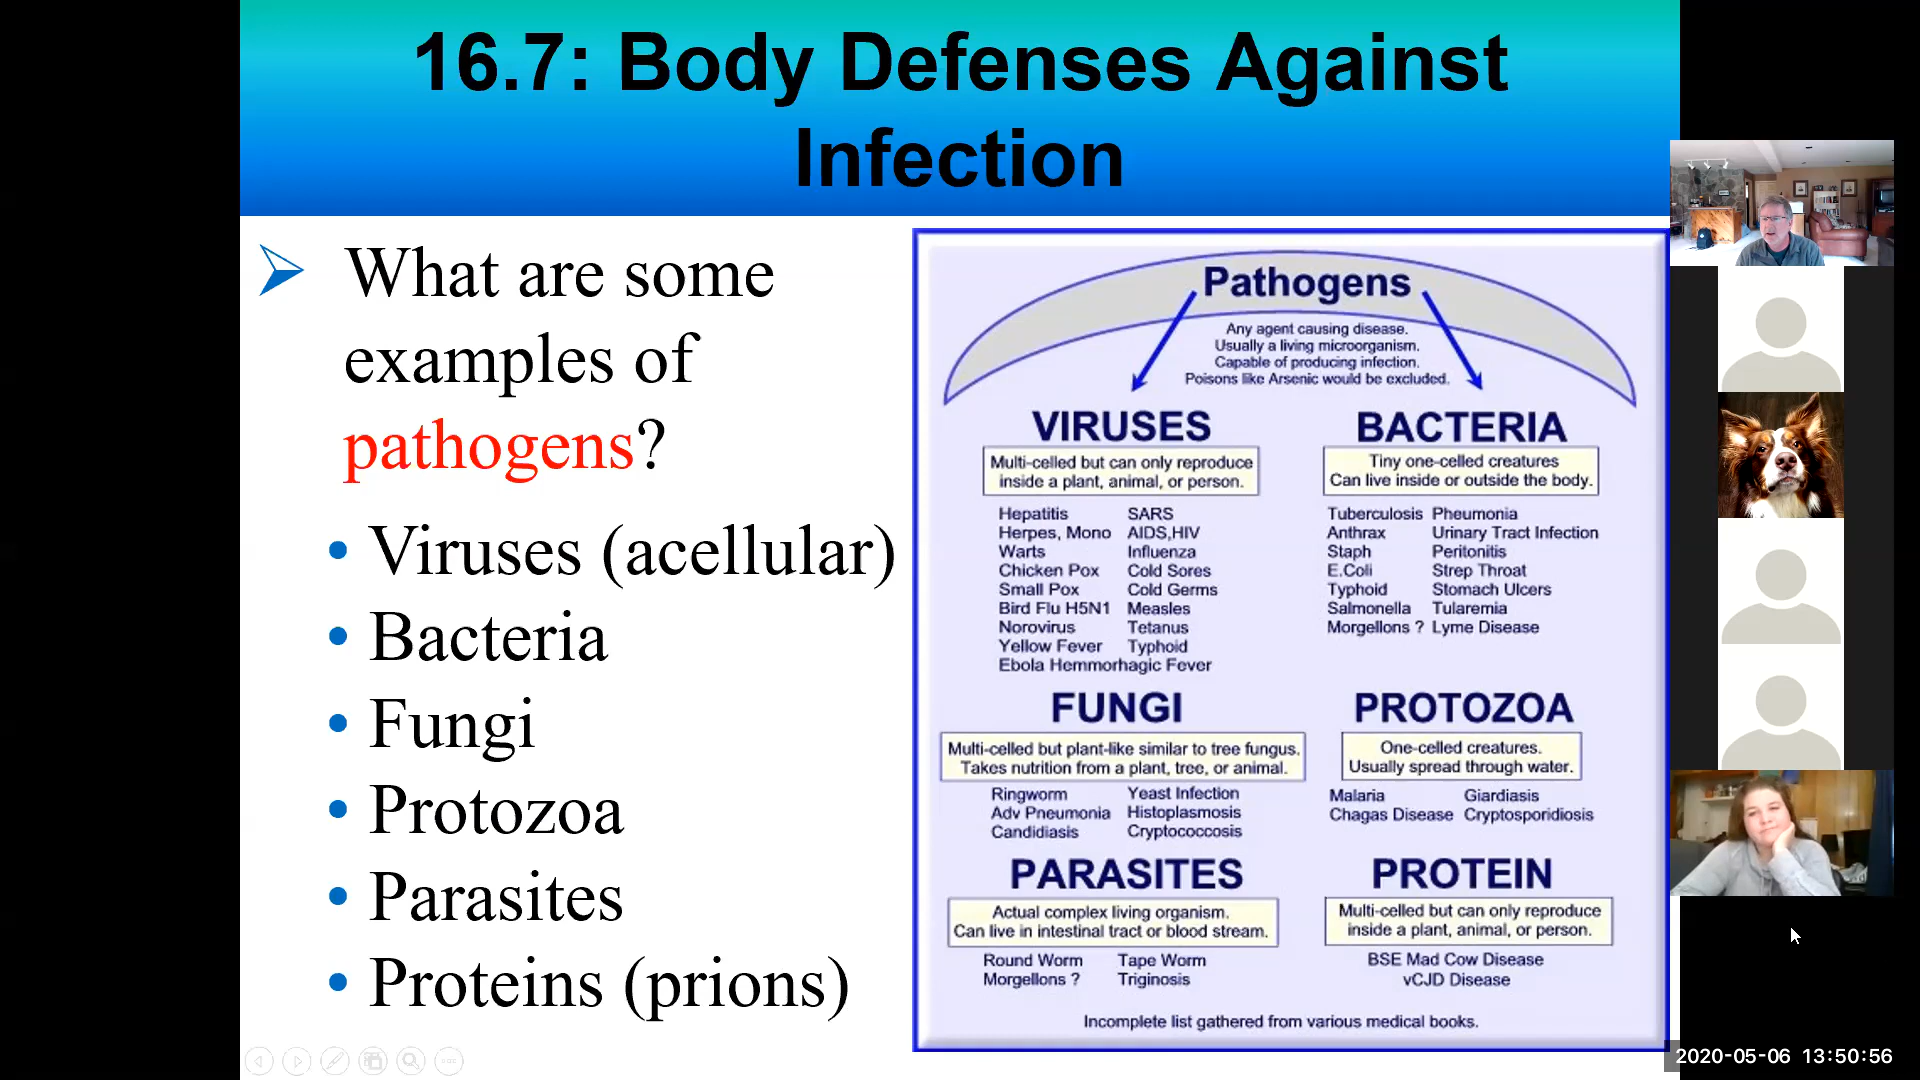 16.7: Body Defenses Against
Infection
What are some
examples of
pathogens?
• Viruses (acellular)
• Bacteria
• Fungi
• Protozoa
• Parasites
• Proteins (prions)
Pathogens
Any agent causing disease.
Usually a living microorganism.
Capable of producing infection.
Poisons like Arsenic would be excluded.
VIRUSES
Multi-celled but can only reproduce
inside a plant, animal, or person.
Hepatitis SARS
Herpes, Mono AIDS,HIV
Warts Influenza
Chicken Pox Cold Sores
Small Pox Cold Germs
Bird Flu H5N1 Measles
Norovirus Tetanus
Yellow Fever Typhoid
Ebola Hemmorhagic Fever
BACTERIA
Tiny one-celled creatures
Can live inside or outside the body.
Tuberculosis Pneumonia
Anthrax Urinary Tract Infection
Staph Peritonitis
E.Coli Strep Throat
Typhoid Stomach Ulcers
Salmonella Tularemia
Morgellons ? Lyme Disease
FUNGI
Multi-celled but plant-like similar to tree fungus.
Takes nutrition from a plant, tree, or animal.
Ringworm Yeast Infection
Adv Pneumonia Histoplasmosis
Candidiasis Cryptococcosis
PROTOZOA
One-celled creatures.
Usually spread through water.
Malaria Giardiasis
Chagas Disease Cryptosporidiosis
PARASITES
Actual complex living organism.
Can live in intestinal tract or blood stream.
Round Worm Tape Worm
Morgellons ? Triginosis
PROTEIN
Multi-celled but can only reproduce
inside a plant, animal, or person.
BSE Mad Cow Disease
vCJD Disease
Incomplete list gathered from various medical books.
2020-05-06 13:50:56